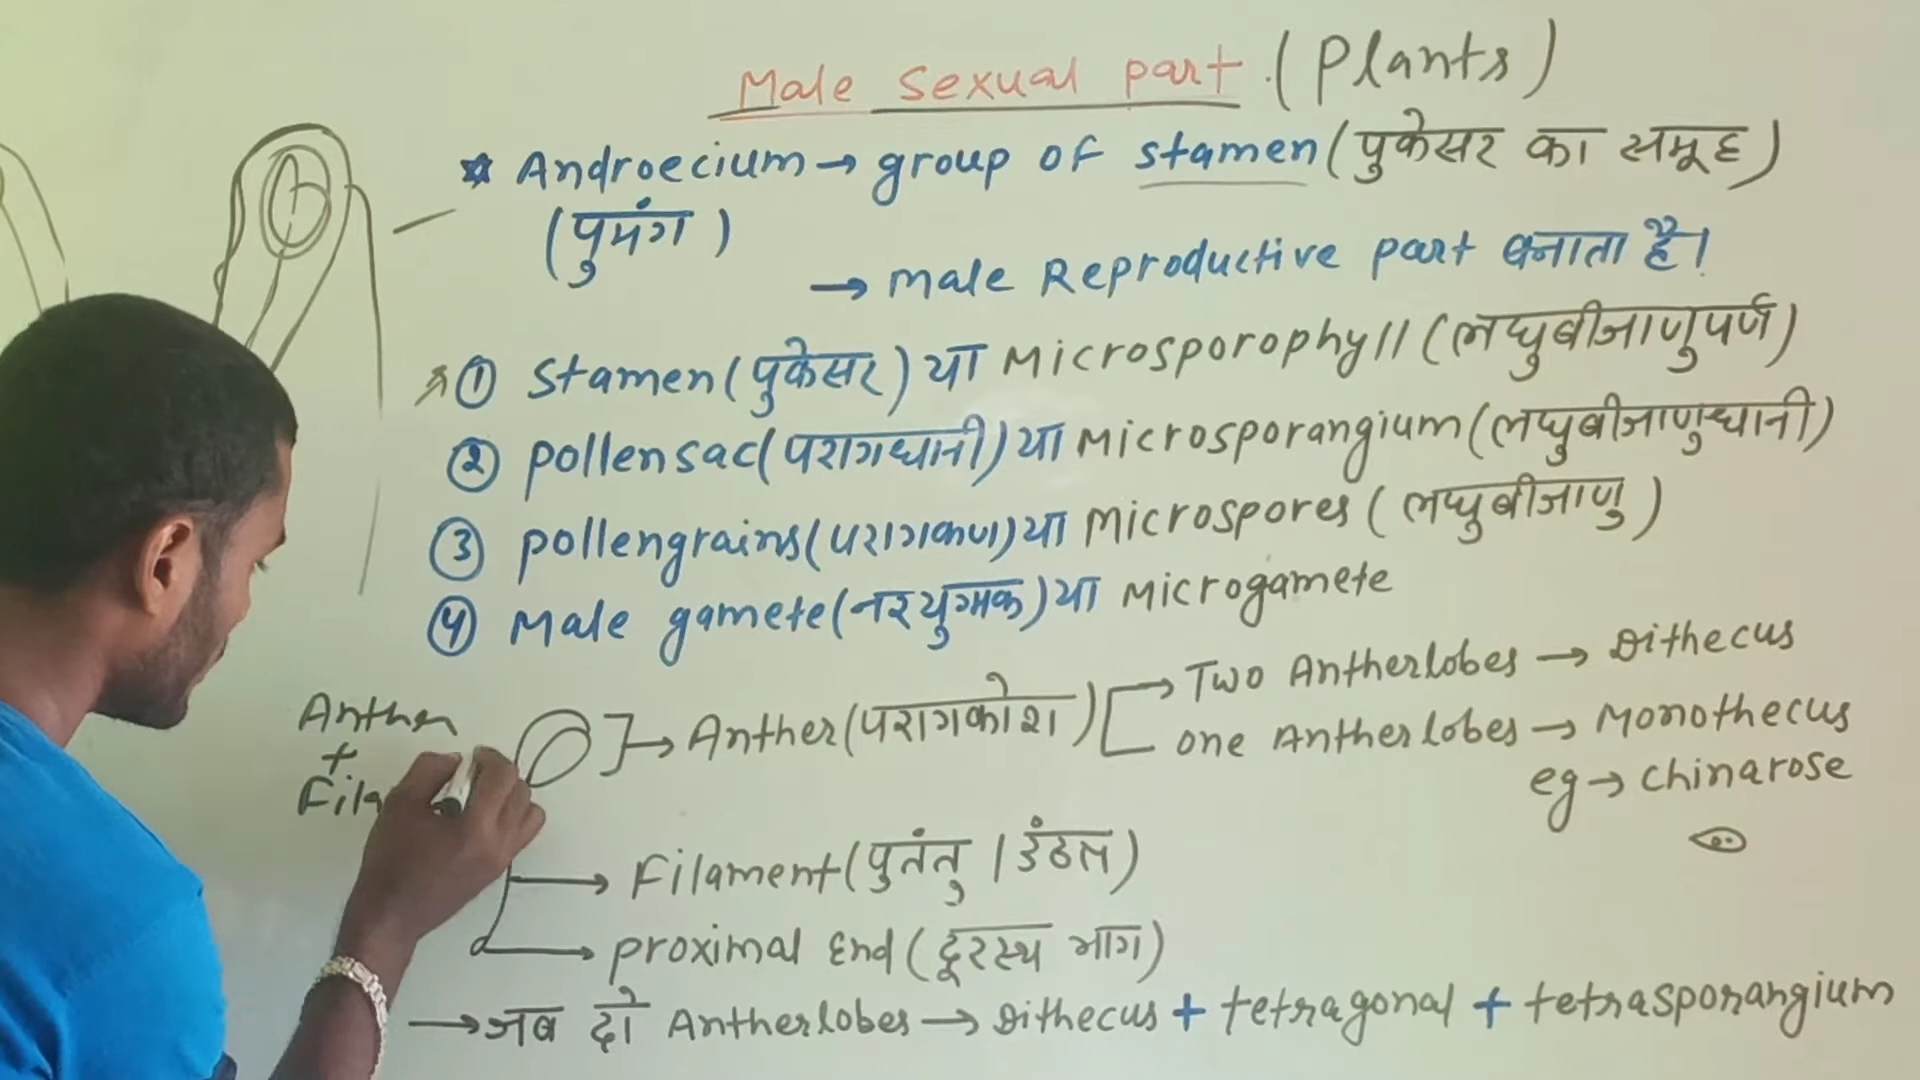 Male sexual part (Plants)
* Androecium → group of stamen (पुकेसर का समूह)
(पुमंग)
→ Male Reproductive part बनाता है।
① Stamen (पुकेसर) या Microsporophyll (लघुबीजाणुपर्ण)
② pollensac (परागधानी) या Microsporangium (लघुबीजाणुधानी)
③ pollengrains (परागकण) या Microspores (लघुबीजाणु)
④ Male gamete (नरयुग्मक) या Microgamete
Anther
+
Fila
→ Anther (परागकोश)
→ Two Antherlobes → Dithecus
one Antherlobes → Monothecus
eg → Chinarose
→ Filament (पुतंतु / डंठल)
→ proximal End (दूरस्थ भाग)
→ जब दो Antherlobes → Dithecus + tetragonal + tetrasporangium